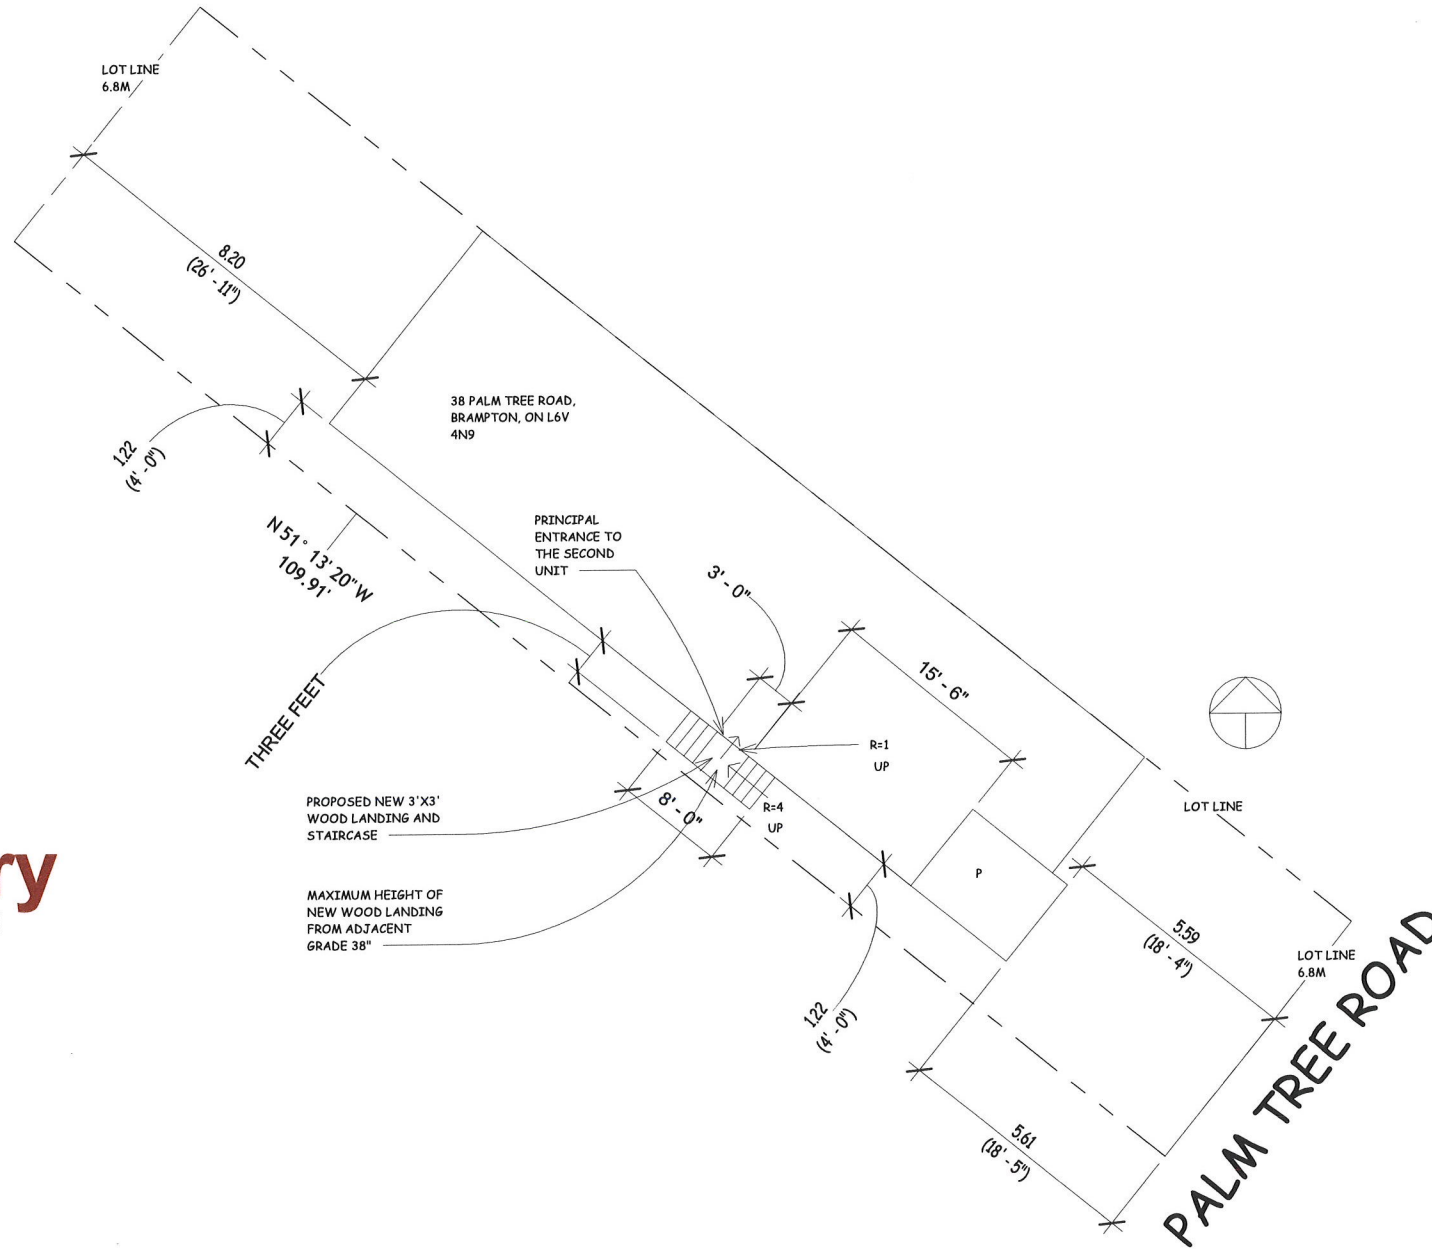 LOT LINE
6.8M
8.20
(26' - 11")
38 PALM TREE ROAD,
BRAMPTON, ON L6V
4N9
1.22
(4' - 0")
N 51° 13' 20" W
109.91'
PRINCIPAL
ENTRANCE TO
THE SECOND
UNIT
3' - 0"
15' - 6"
THREE FEET
R=1
UP
PROPOSED NEW 3'X3'
WOOD LANDING AND
STAIRCASE
8' - 0"
R=4
UP
LOT LINE
P
MAXIMUM HEIGHT OF
NEW WOOD LANDING
FROM ADJACENT
GRADE 38"
ry
5.59
(18' - 4")
LOT LINE
6.8M
1.22
(4' - 0")
5.61
(18' - 5")
PALM TREE ROAD